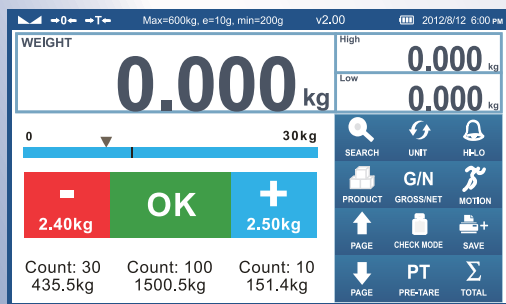 →0← →T← Max=600kg, e=10g, min=200g v2.00 2012/8/12 6:00 PM
WEIGHT
0.000 kg
High
0.000 kg
Low
0.000 kg
0 30kg
- OK +
2.40kg 2.50kg
Count: 30 Count: 100 Count: 10
435.5kg 1500.5kg 151.4kg
SEARCH UNIT HI-LO
G/N
PRODUCT GROSS/NET MOTION
PAGE CHECK MODE SAVE
PT Σ
PAGE PRE-TARE TOTAL